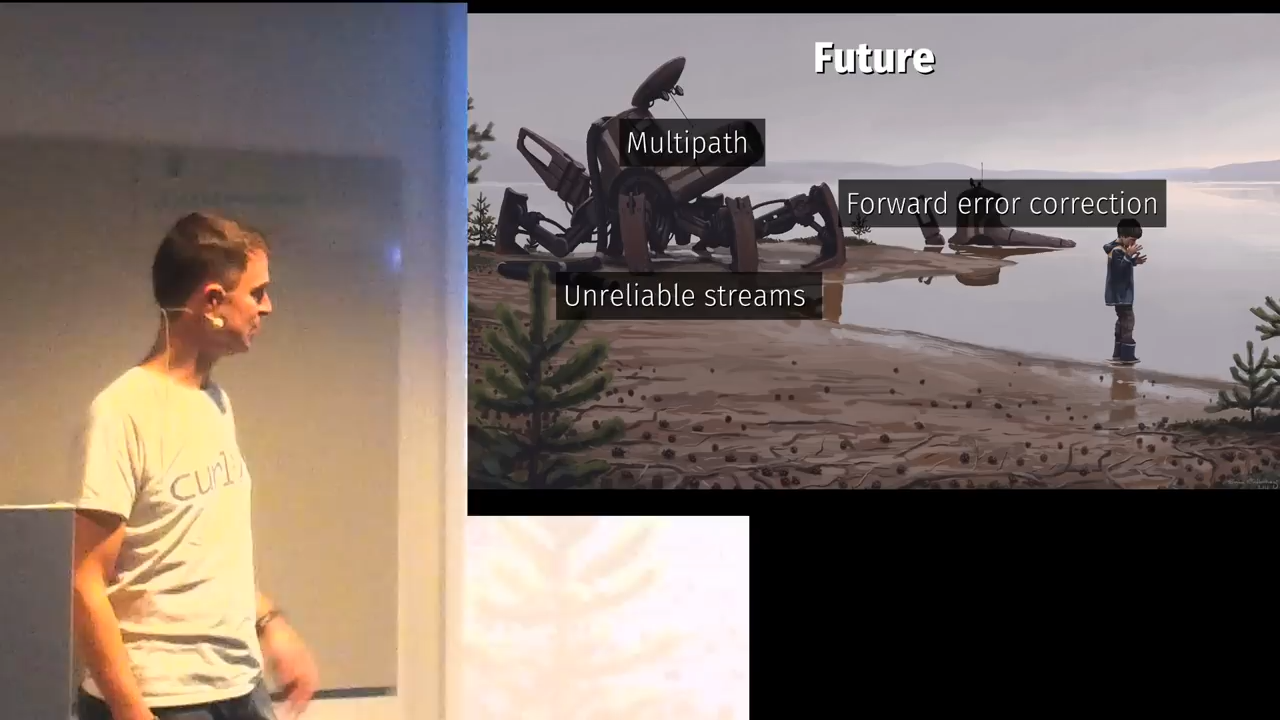 Future
Multipath
Forward error correction
Unreliable streams
curl